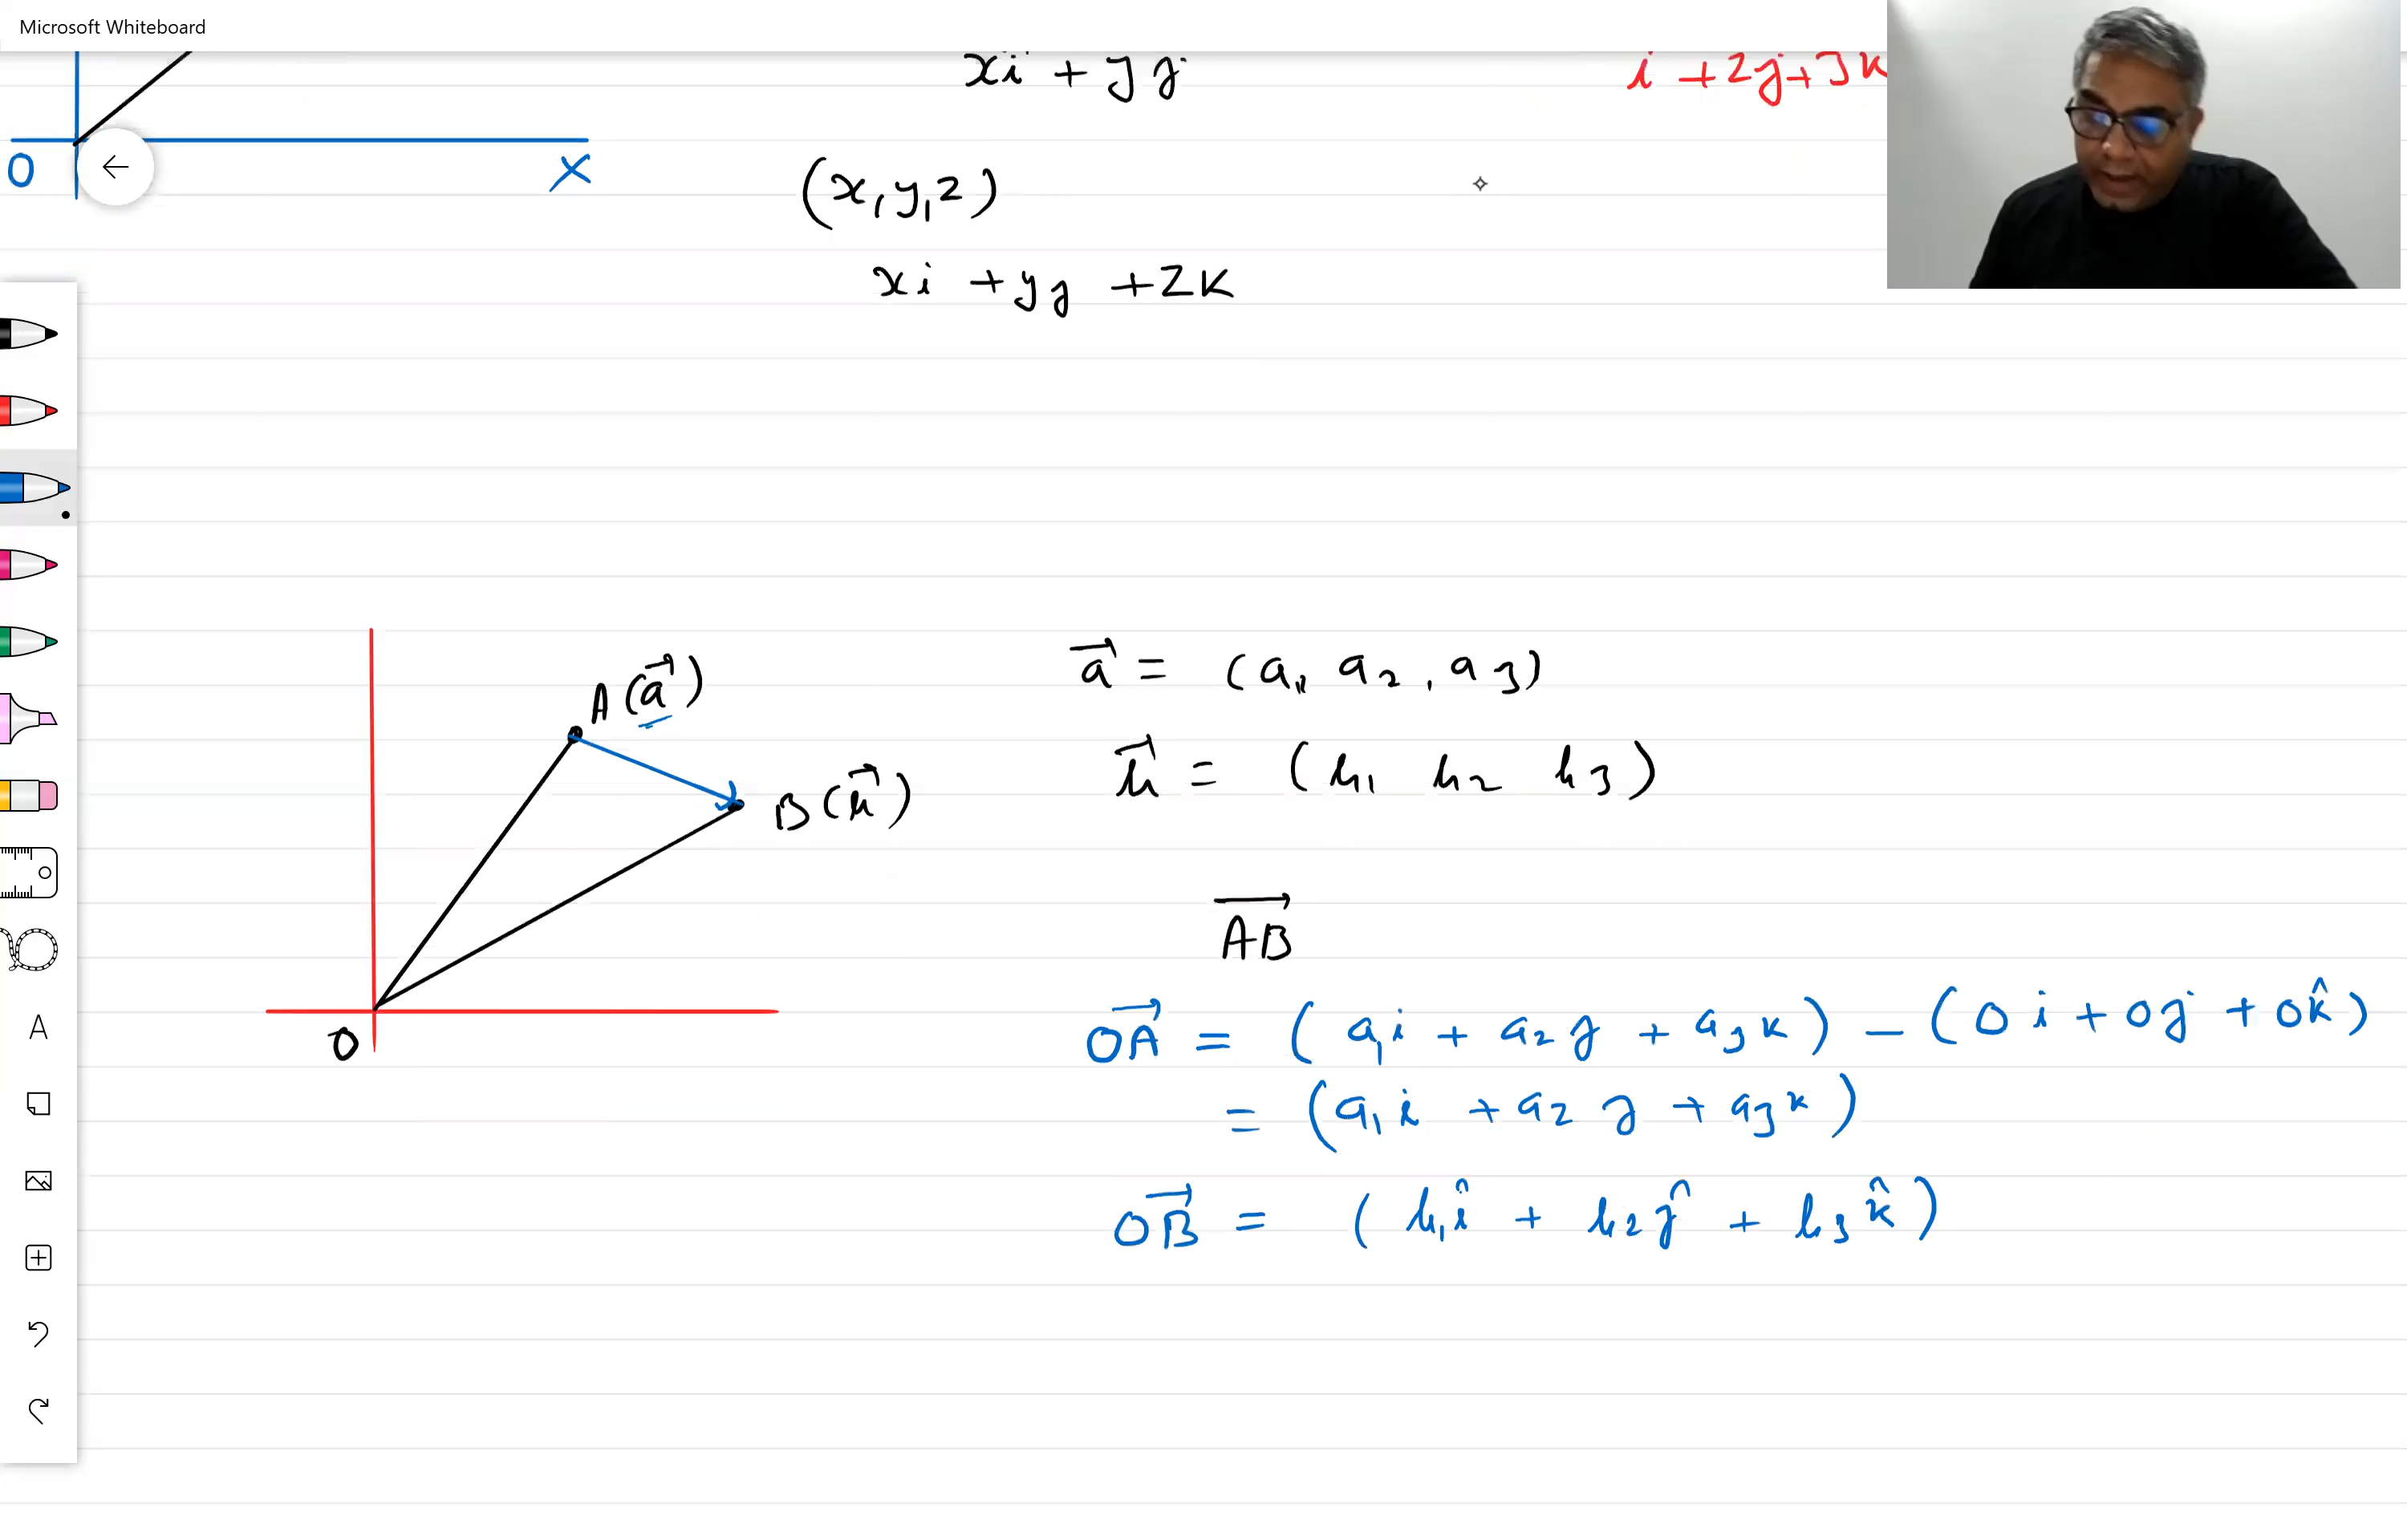 Microsoft Whiteboard
xi + yj
i + 2j + 3k
O
X
(x, y, z)
xi + yj + zk
A(a⃗)
B(b⃗)
O
a⃗ = (a₁, a₂, a₃)
b⃗ = (b₁ b₂ b₃)
A⃗B⃗
OA⃗ = (a₁i + a₂j + a₃k) − (0i + 0j + 0k̂)
= (a₁i + a₂j + a₃k)
OB⃗ = (b₁î + b₂ĵ + b₃k̂)
A